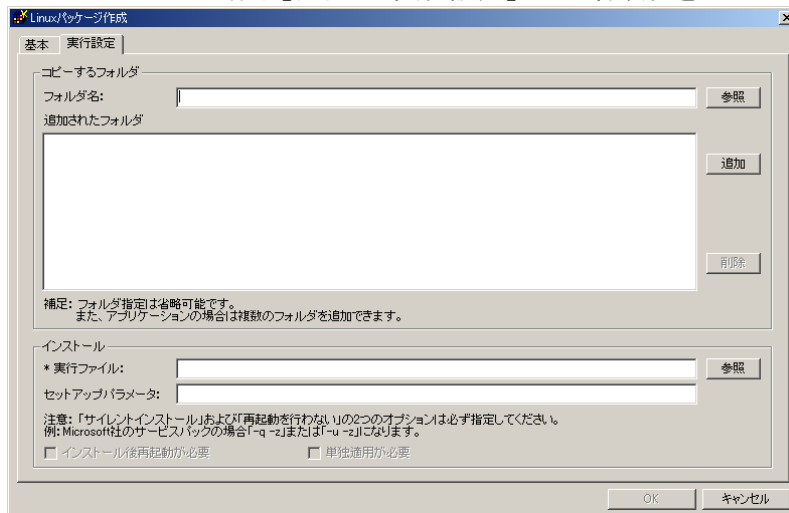 Linuxパッケージ作成
基本 実行設定
コピーするフォルダ
フォルダ名: 参照
追加されたフォルダ
追加
削除
補足: フォルダ指定は省略可能です。
また、アプリケーションの場合は複数のフォルダを追加できます。
インストール
* 実行ファイル: 参照
セットアップパラメータ:
注意: 「サイレントインストール」および「再起動を行わない」の2つのオプションは必ず指定してください。
例: Microsoft社のサービスパックの場合「-q -z」または「-u -z」になります。
インストール後再起動が必要 単独適用が必要
OK キャンセル